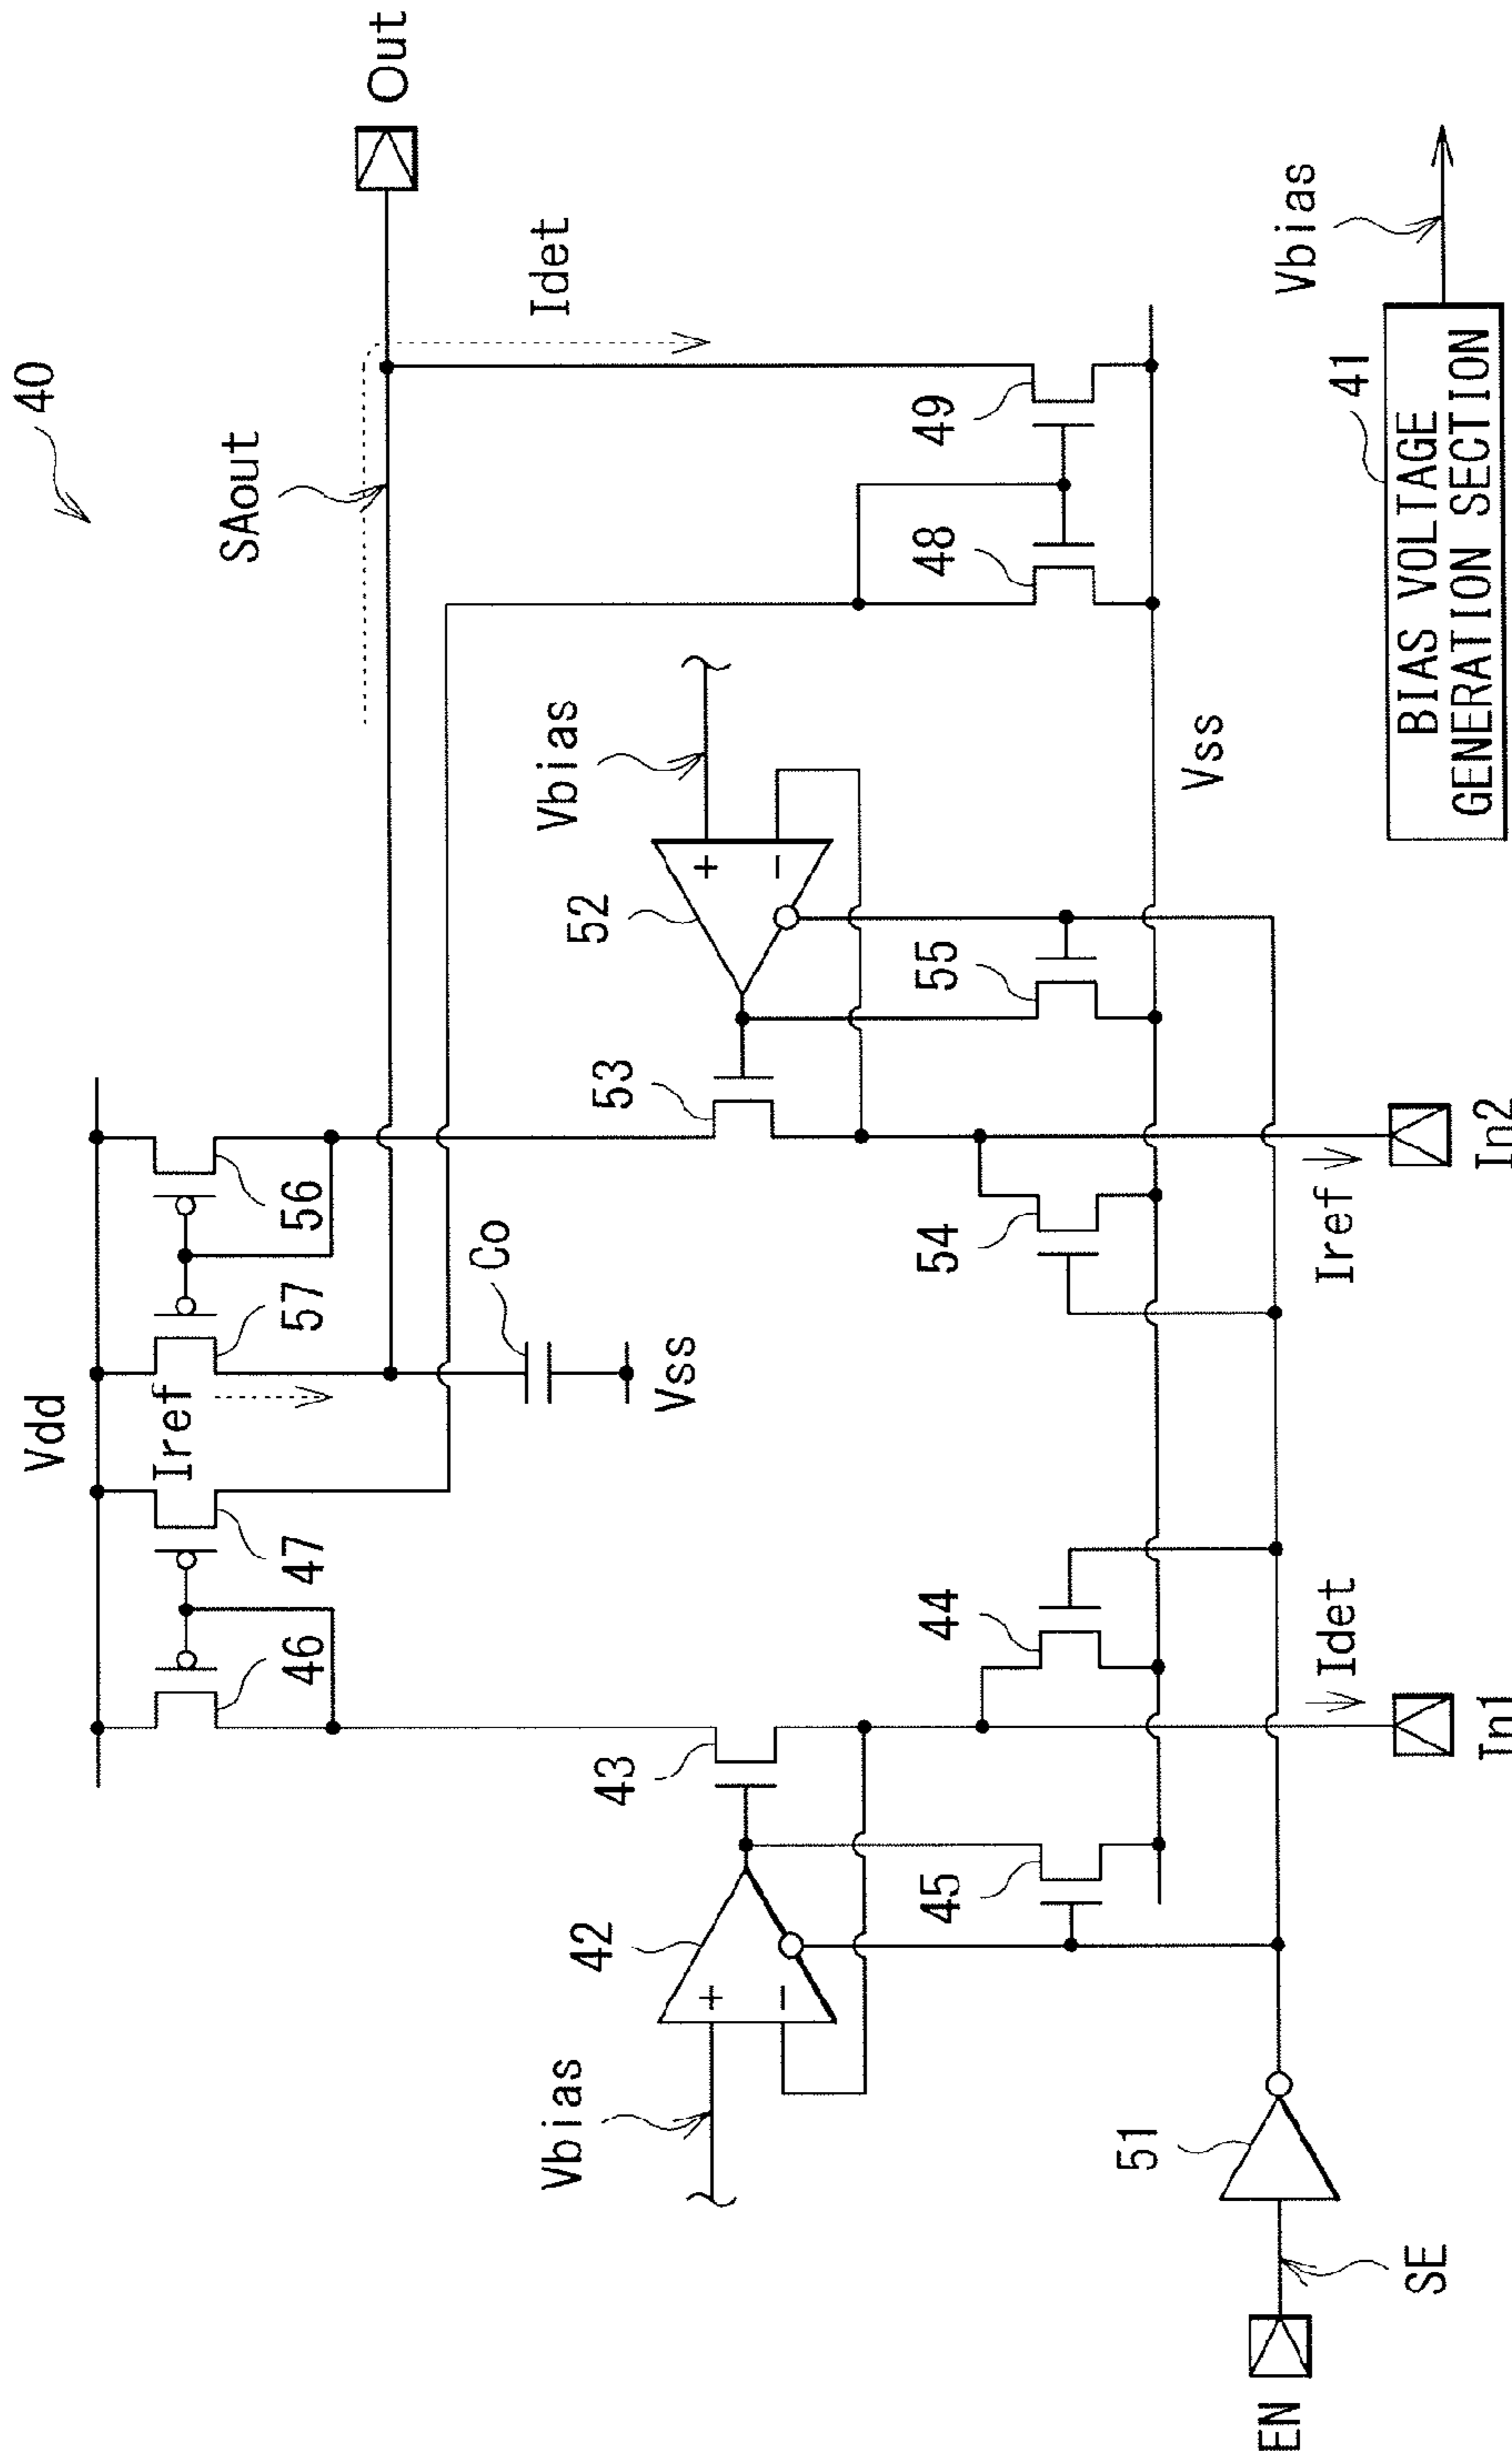 40
Vdd
Iref
46
47
57
56
SAout
Out
Idet
Co
Vss
Vbias
42
43
53
52
Vbias
45
44
54
55
48
49
Vss
EN
SE
51
Idet
In1
Iref
In2
41
BIAS VOLTAGE
GENERATION SECTION
Vbias